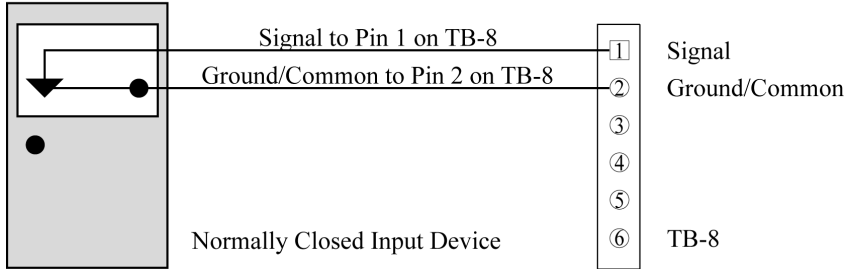 Signal to Pin 1 on TB-8
1 Signal
Ground/Common to Pin 2 on TB-8
2 Ground/Common
3
4
5
Normally Closed Input Device
6 TB-8